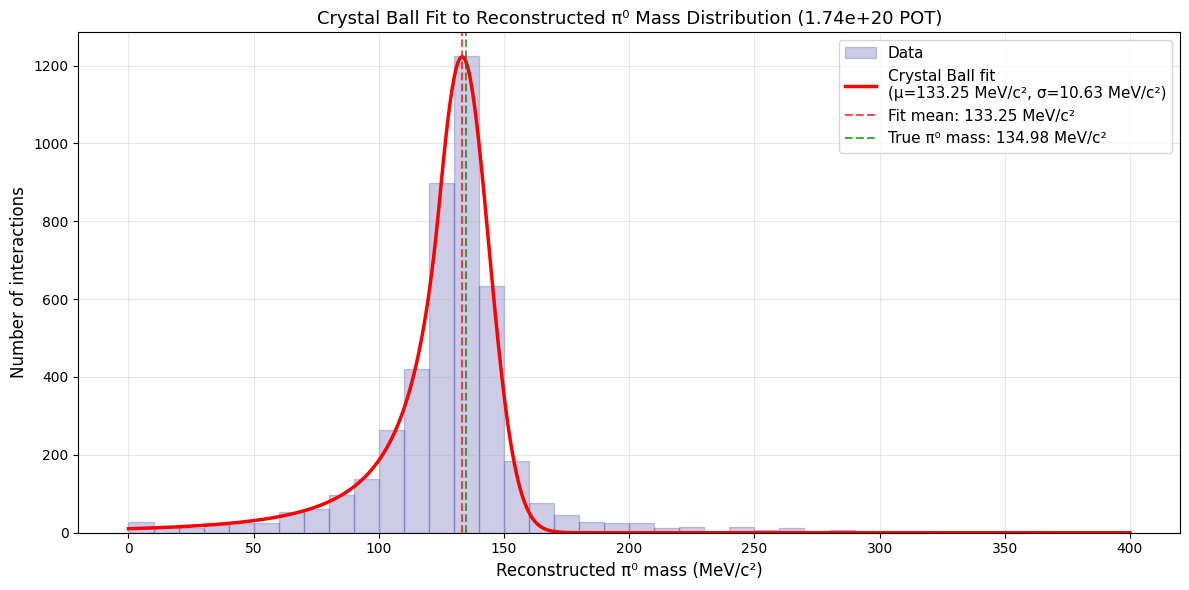 Crystal Ball Fit to Reconstructed π⁰ Mass Distribution (1.74e+20 POT)
Data
Crystal Ball fit
(μ=133.25 MeV/c², σ=10.63 MeV/c²)
Fit mean: 133.25 MeV/c²
True π⁰ mass: 134.98 MeV/c²
Number of interactions
1200
1000
800
600
400
200
0
0 50 100 150 200 250 300 350 400
Reconstructed π⁰ mass (MeV/c²)